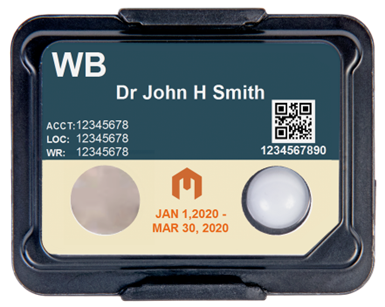 WB
Dr John H Smith
ACCT: 12345678
LOC: 12345678
WR: 12345678
1234567890
JAN 1,2020 -
MAR 30, 2020